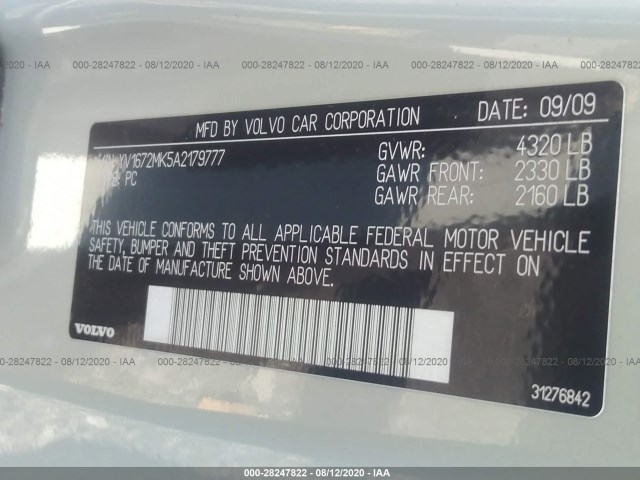 000-28247822 - 08/12/2020 - IAA
MFD BY VOLVO CAR CORPORATION DATE: 09/09
YV1672MK5A2179777
PC
GVWR: 4320 LB
GAWR FRONT: 2330 LB
GAWR REAR: 2160 LB
THIS VEHICLE CONFORMS TO ALL APPLICABLE FEDERAL MOTOR VEHICLE
SAFETY, BUMPER AND THEFT PREVENTION STANDARDS IN EFFECT ON
THE DATE OF MANUFACTURE SHOWN ABOVE.
VOLVO
31276842
000-28247822 - 08/12/2020 - IAA